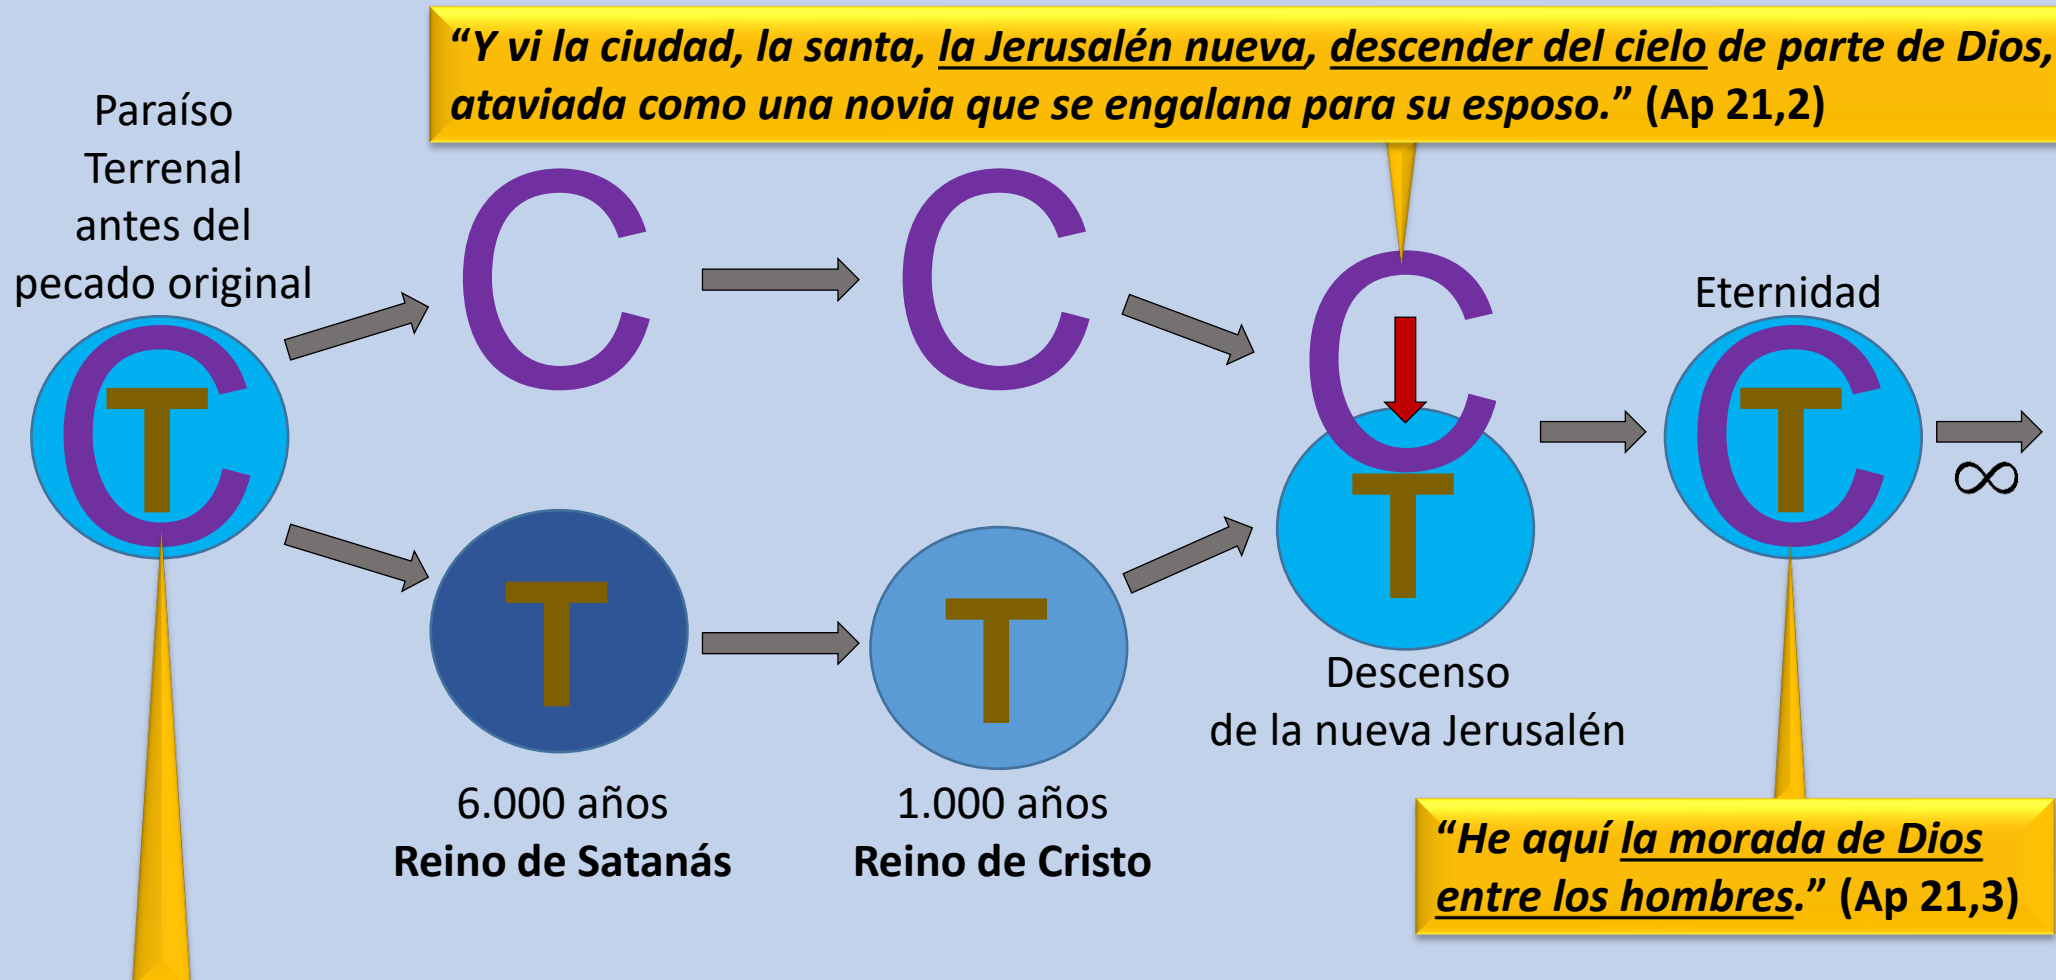 “Y vi la ciudad, la santa, la Jerusalén nueva, descender del cielo de parte de Dios,
ataviada como una novia que se engalana para su esposo.” (Ap 21,2)
Paraíso
Terrenal
antes del
pecado original
C
T
C
C
C
T
Eternidad
C
T
∞
T
T
Descenso
de la nueva Jerusalén
6.000 años
Reino de Satanás
1.000 años
Reino de Cristo
“He aquí la morada de Dios
entre los hombres.” (Ap 21,3)